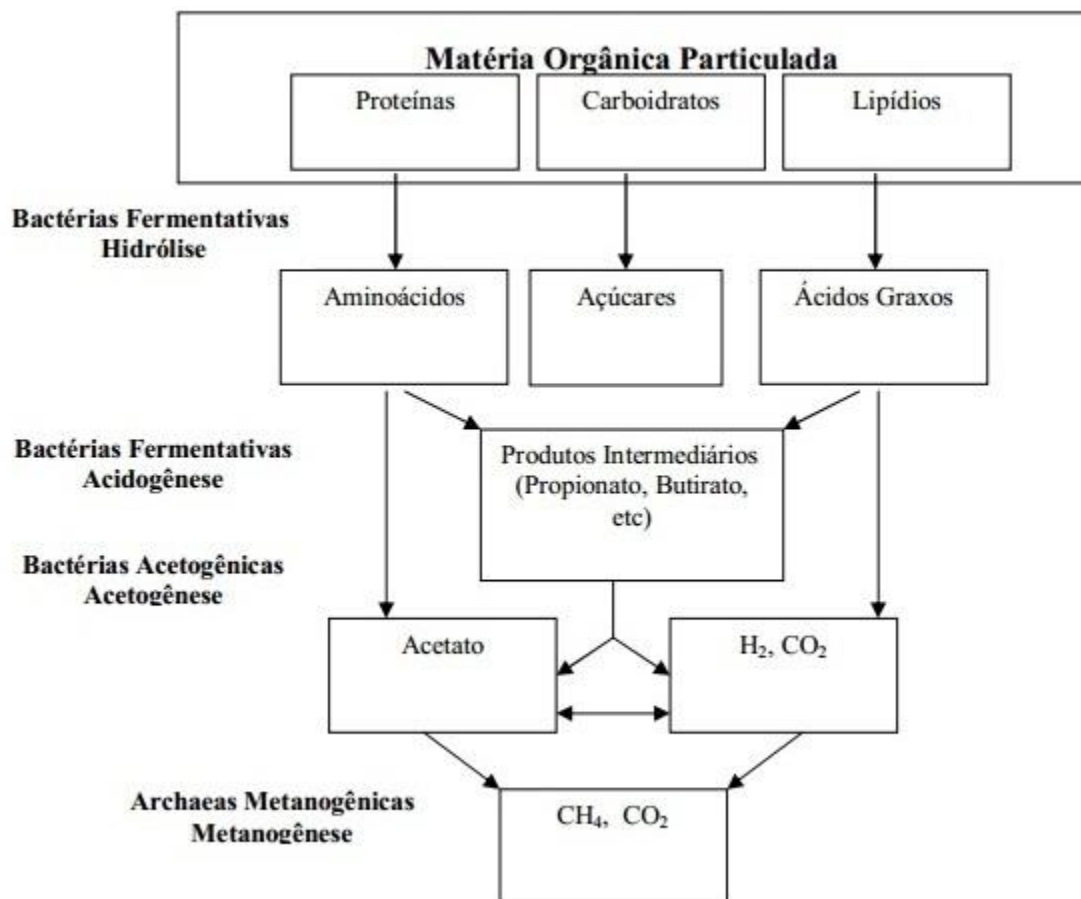 Matéria Orgânica Particulada
Proteínas
Carboidratos
Lipídios
Bactérias Fermentativas
Hidrólise
Aminoácidos
Açúcares
Ácidos Graxos
Bactérias Fermentativas
Acidogênese
Produtos Intermediários
(Propionato, Butirato,
etc)
Bactérias Acetogênicas
Acetogênese
Acetato
H₂, CO₂
Archaeas Metanogênicas
Metanogênese
CH₄, CO₂